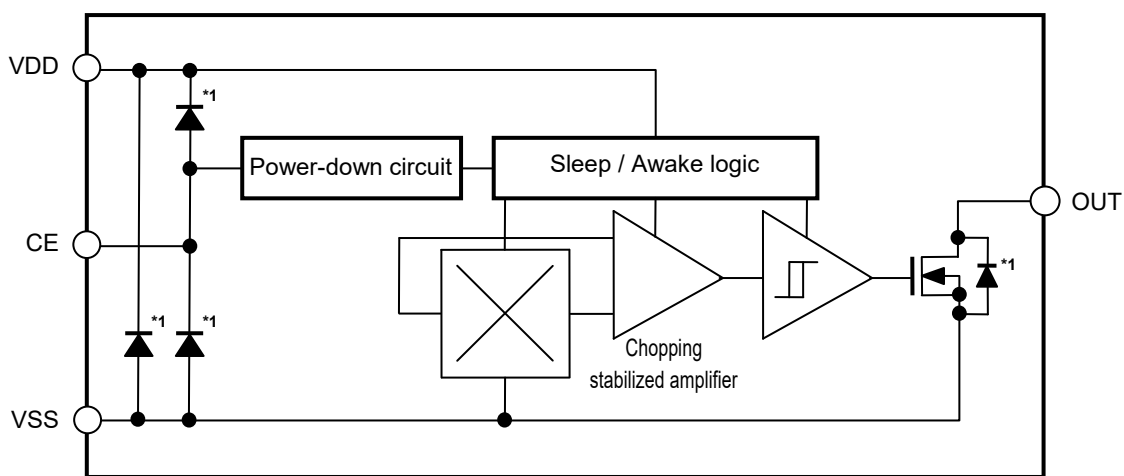 VDD
*1
Power-down circuit
Sleep / Awake logic
OUT
CE
*1
*1
*1
Chopping
stabilized amplifier
VSS